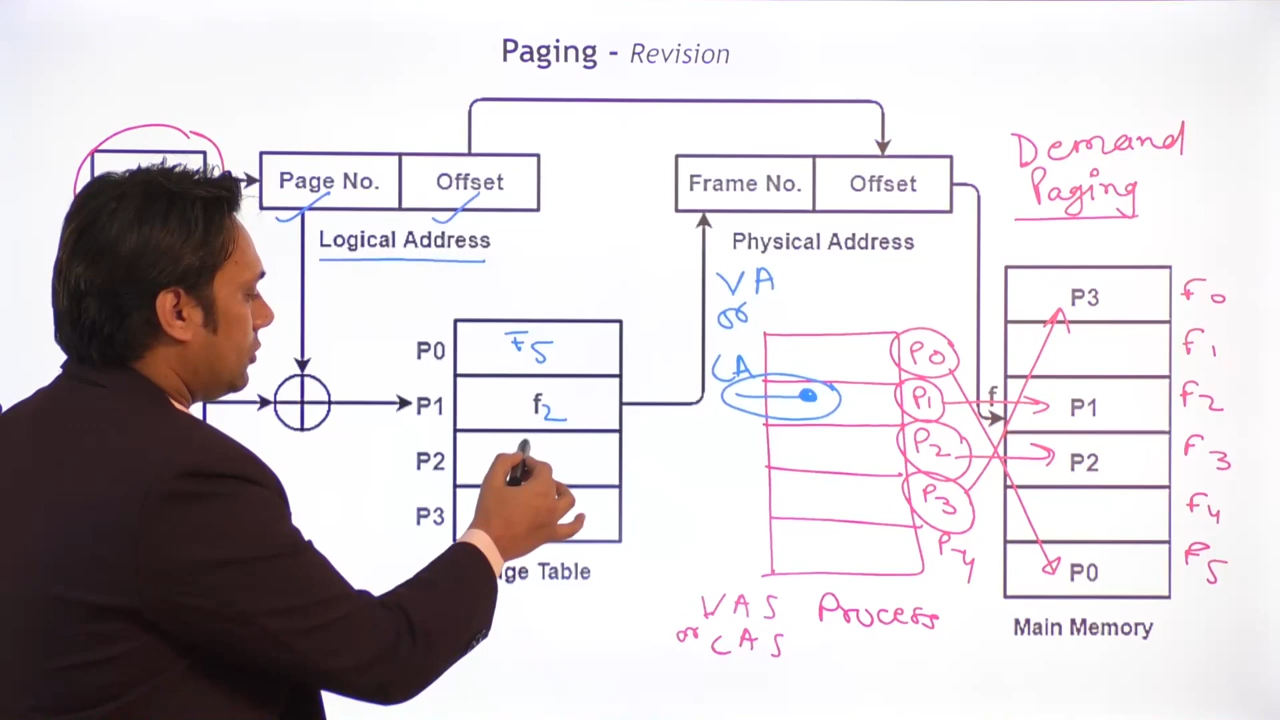 Paging - Revision
Page No. Offset
Logical Address
Frame No. Offset
Physical Address
Demand
Paging
VA
or
LA
P0 F5
P1 f2
P2
P3
ge Table
P0
P1
P2
P3
P4
VAS Process
or LAS
f
P3 F0
F1
P1 F2
P2 F3
F4
P0 F5
Main Memory